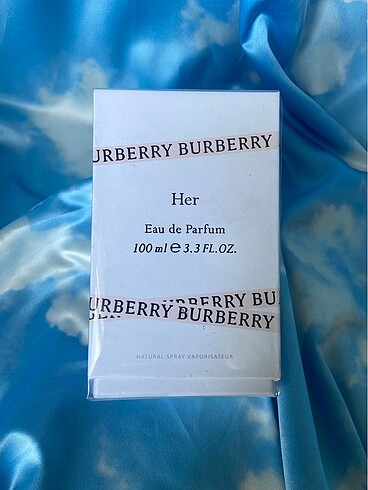 URBERRY BURBERRY
Her
Eau de Parfum
100 ml e 3.3 FL.OZ.
URBERRY BU
URBERRY BURBERRY
NATURAL SPRAY VAPORISATEUR